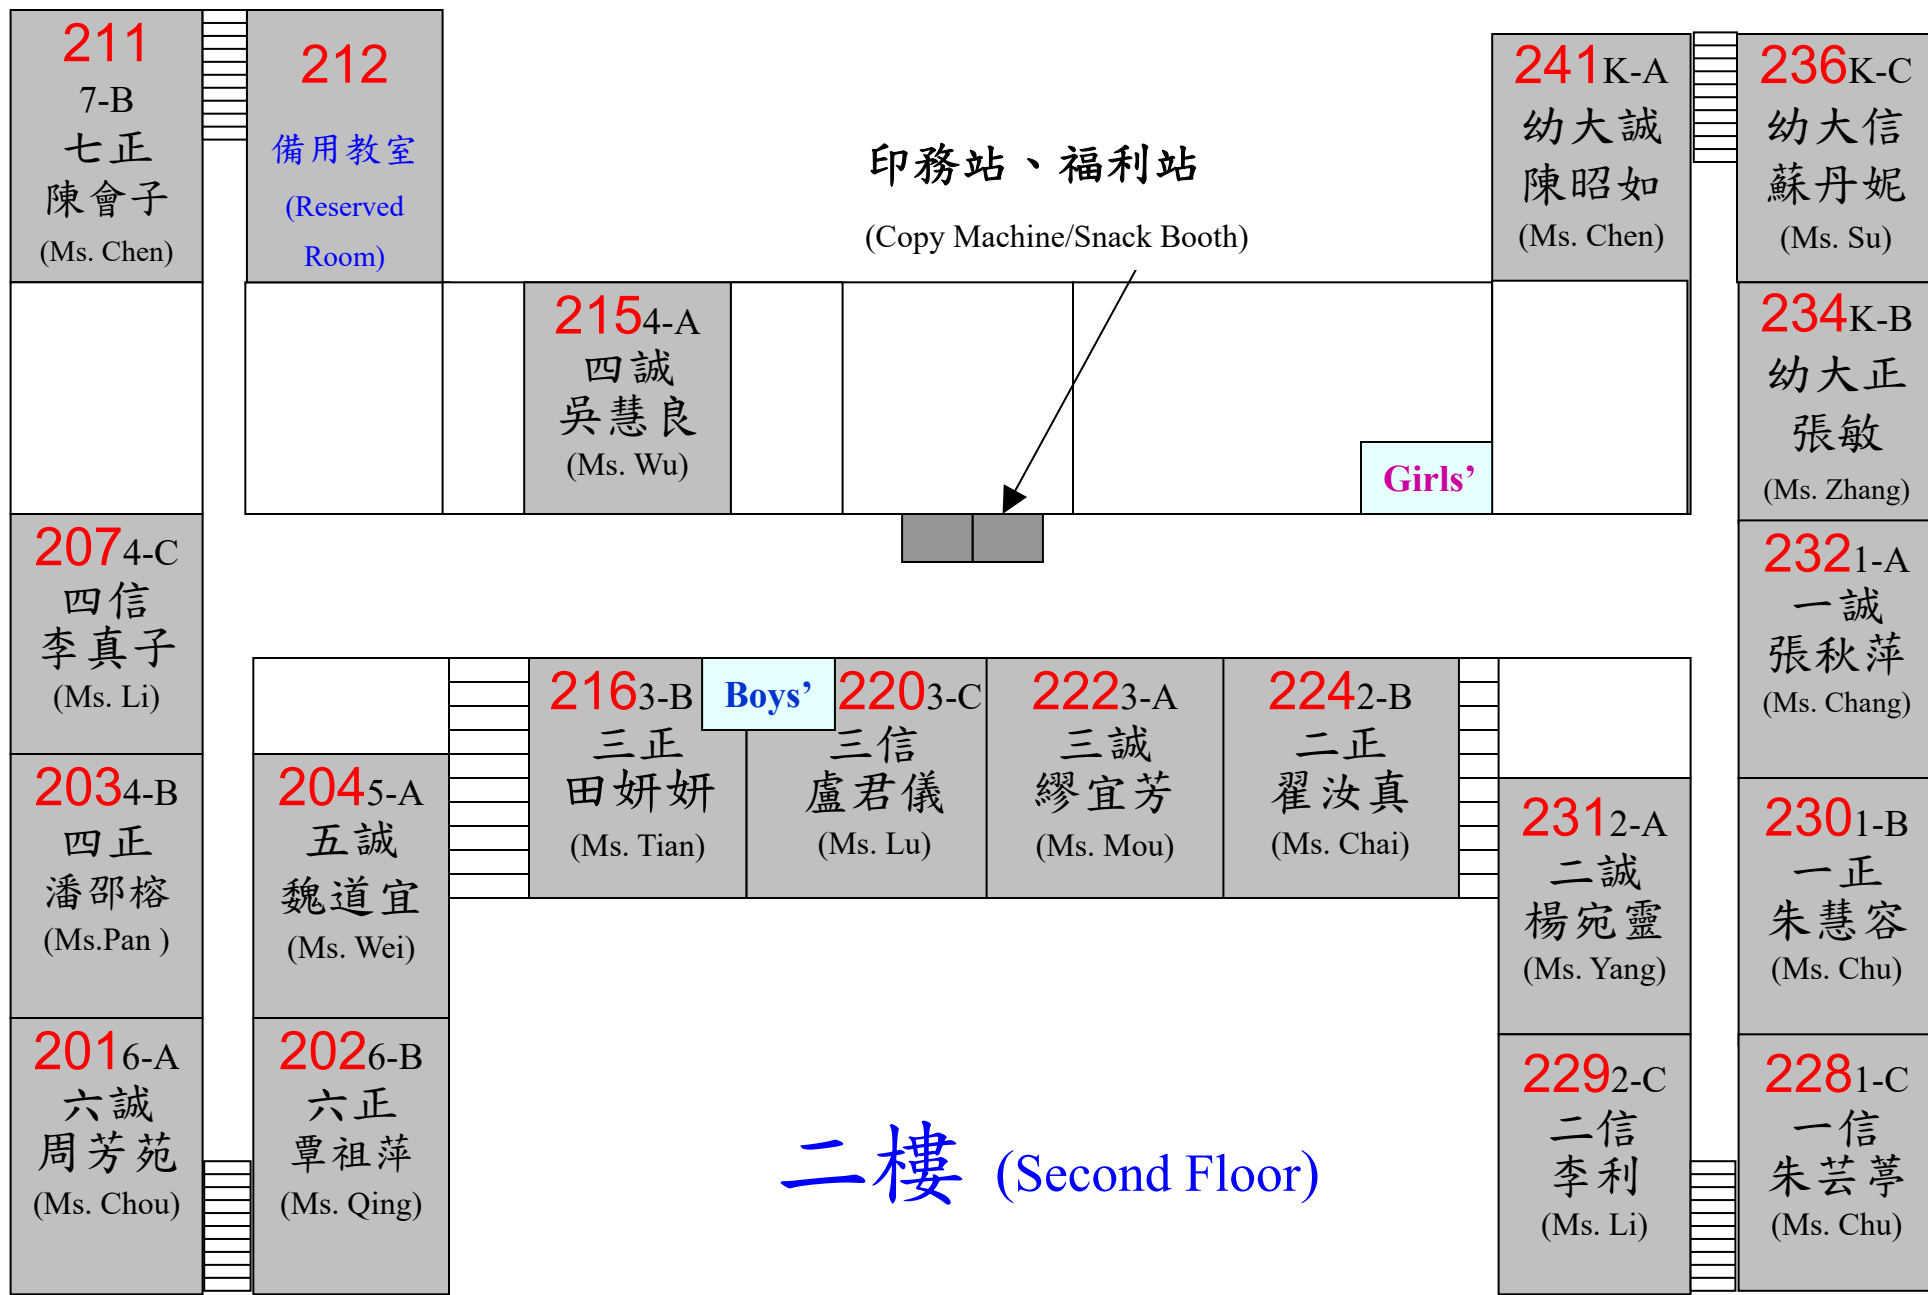 211
7-B
七正
陳會子
(Ms. Chen)
212
備用教室
(Reserved
Room)
印務站、福利站
(Copy Machine/Snack Booth)
241K-A
幼大誠
陳昭如
(Ms. Chen)
236K-C
幼大信
蘇丹妮
(Ms. Su)
2154-A
四誠
吳慧良
(Ms. Wu)
Girls’
234K-B
幼大正
張敏
(Ms. Zhang)
2074-C
四信
李真子
(Ms. Li)
2321-A
一誠
張秋萍
(Ms. Chang)
2034-B
四正
潘邵榕
(Ms.Pan )
2045-A
五誠
魏道宜
(Ms. Wei)
2163-B
三正
田妍妍
(Ms. Tian)
Boys’
2203-C
三信
盧君儀
(Ms. Lu)
2223-A
三誠
繆宜芳
(Ms. Mou)
2242-B
二正
翟汝真
(Ms. Chai)
2312-A
二誠
楊宛靈
(Ms. Yang)
2301-B
一正
朱慧容
(Ms. Chu)
2016-A
六誠
周芳苑
(Ms. Chou)
2026-B
六正
覃祖萍
(Ms. Qing)
二樓 (Second Floor)
2292-C
二信
李利
(Ms. Li)
2281-C
一信
朱芸葶
(Ms. Chu)